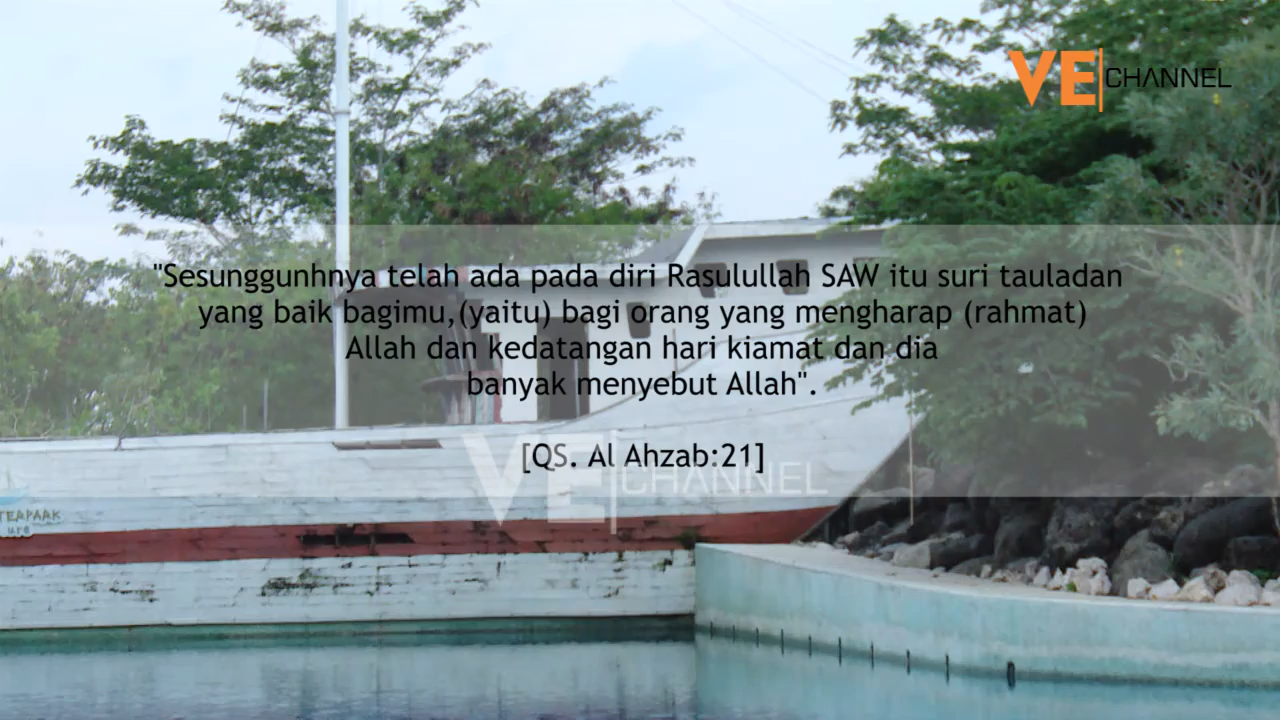 VE CHANNEL
"Sesunggunhnya telah ada pada diri Rasulullah SAW itu suri tauladan
yang baik bagimu,(yaitu) bagi orang yang mengharap (rahmat)
Allah dan kedatangan hari kiamat dan dia
banyak menyebut Allah".
[QS. Al Ahzab:21]
VE CHANNEL